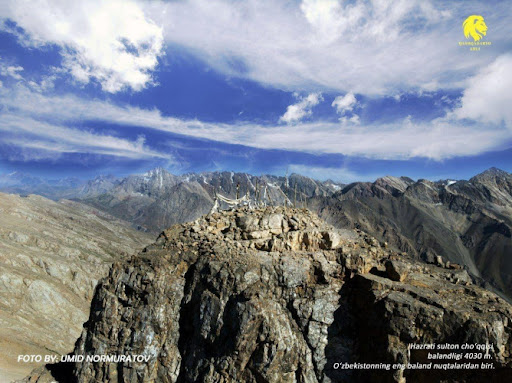 FOTO BY: UMID NORMURATOV
Hazrati sulton cho'qqisi
balandligi 4030 m.
O'zbekistonning eng baland nuqtalaridan biri.